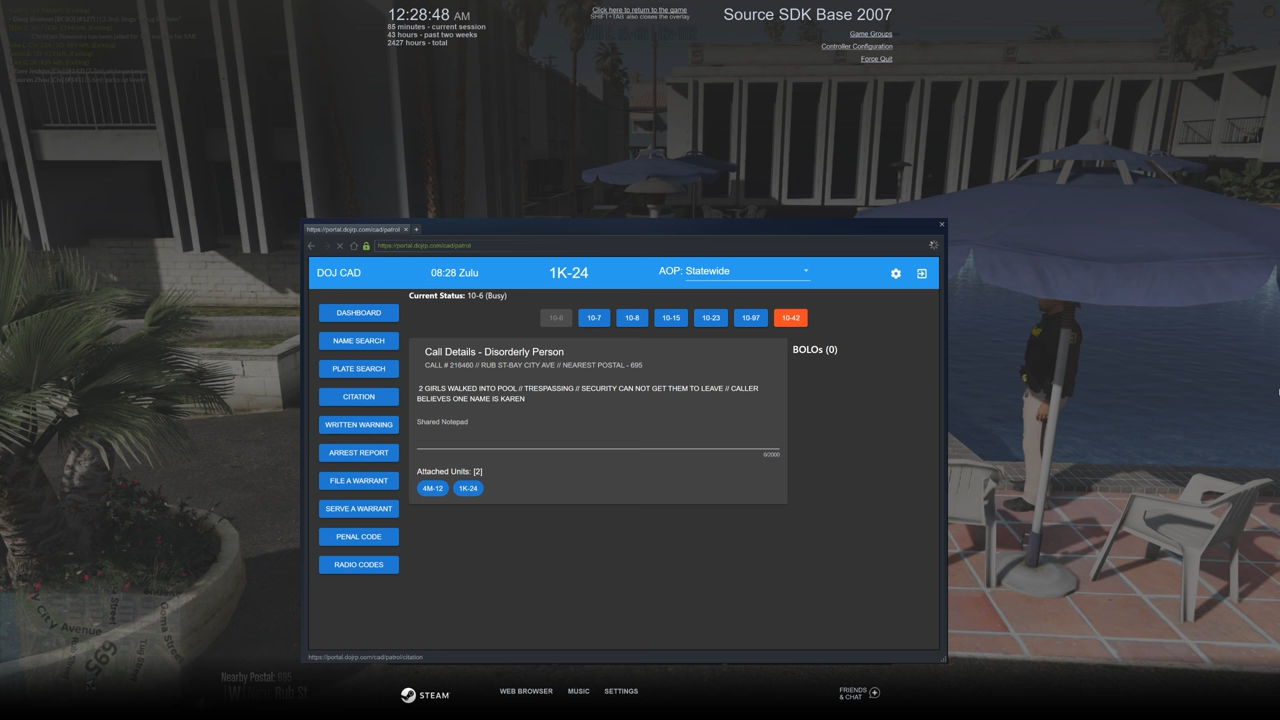 12:28:48 AM
85 minutes - current session
43 hours - past two weeks
2427 hours - total
Click here to return to the game
SHIFT+TAB also closes the overlay
Source SDK Base 2007
Game Groups
Controller Configuration
Force Quit
https://portal.dojrp.com/cad/patrol
https://portal.dojrp.com/cad/patrol
DOJ CAD
08:28 Zulu
1K-24
AOP: Statewide
Current Status: 10-6 (Busy)
10-6
10-7
10-8
10-15
10-23
10-97
10-42
DASHBOARD
NAME SEARCH
PLATE SEARCH
CITATION
WRITTEN WARNING
ARREST REPORT
FILE A WARRANT
SERVE A WARRANT
PENAL CODE
RADIO CODES
Call Details - Disorderly Person
CALL # 216460 // RUB ST-BAY CITY AVE // NEAREST POSTAL - 695
2 GIRLS WALKED INTO POOL // TRESPASSING // SECURITY CAN NOT GET THEM TO LEAVE // CALLER
BELIEVES ONE NAME IS KAREN
Shared Notepad
0/2000
Attached Units: [2]
4M-12
1K-24
BOLOs (0)
https://portal.dojrp.com/cad/patrol/citation
City Avenue
695
Goma Street
Nearby Postal: 695
Rub St
STEAM
WEB BROWSER
MUSIC
SETTINGS
FRIENDS
& CHAT